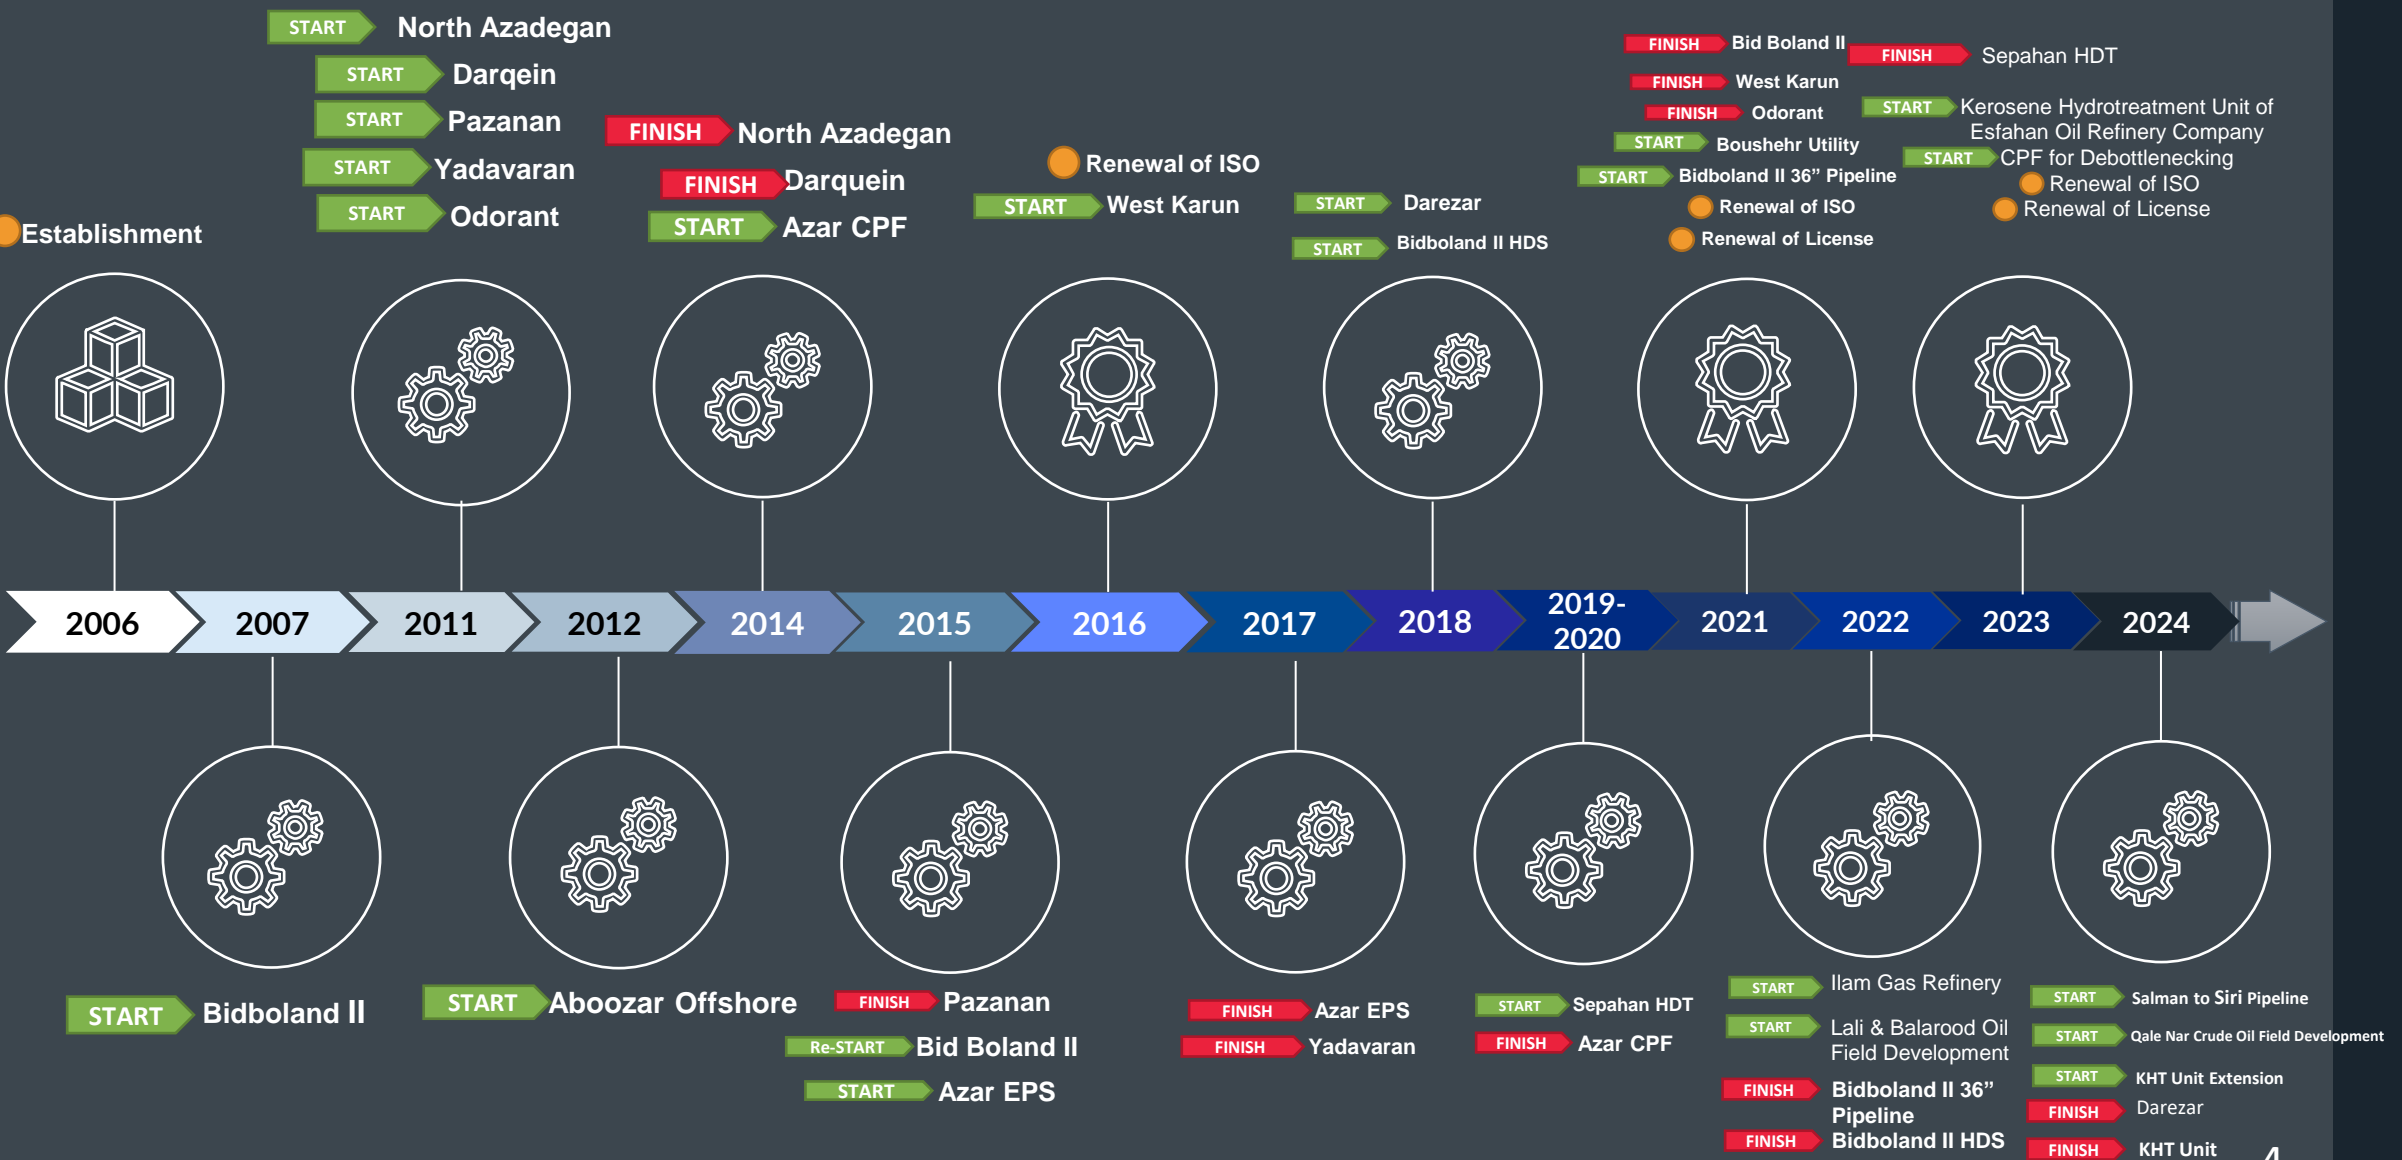 START North Azadegan
START Darqein
START Pazanan
START Yadavaran
START Odorant
Establishment
FINISH North Azadegan
FINISH Darquein
START Azar CPF
Renewal of ISO
START West Karun
START Darezar
START Bidboland II HDS
FINISH Bid Boland II
FINISH West Karun
FINISH Odorant
START Boushehr Utility
START Bidboland II 36” Pipeline
Renewal of ISO
Renewal of License
FINISH Sepahan HDT
START Kerosene Hydrotreatment Unit of
Esfahan Oil Refinery Company
START CPF for Debottlenecking
Renewal of ISO
Renewal of License
2006
2007
2011
2012
2014
2015
2016
2017
2018
2019-
2020
2021
2022
2023
2024
START Bidboland II
START Aboozar Offshore
FINISH Pazanan
Re-START Bid Boland II
START Azar EPS
FINISH Azar EPS
FINISH Yadavaran
START Sepahan HDT
FINISH Azar CPF
START Ilam Gas Refinery
START Lali & Balarood Oil
Field Development
FINISH Bidboland II 36”
Pipeline
FINISH Bidboland II HDS
START Salman to Siri Pipeline
START Qale Nar Crude Oil Field Development
START KHT Unit Extension
FINISH Darezar
FINISH KHT Unit
4